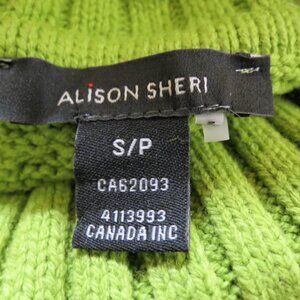 ALiSON SHERI
S/P
CA62093
4113993
CANADA INC